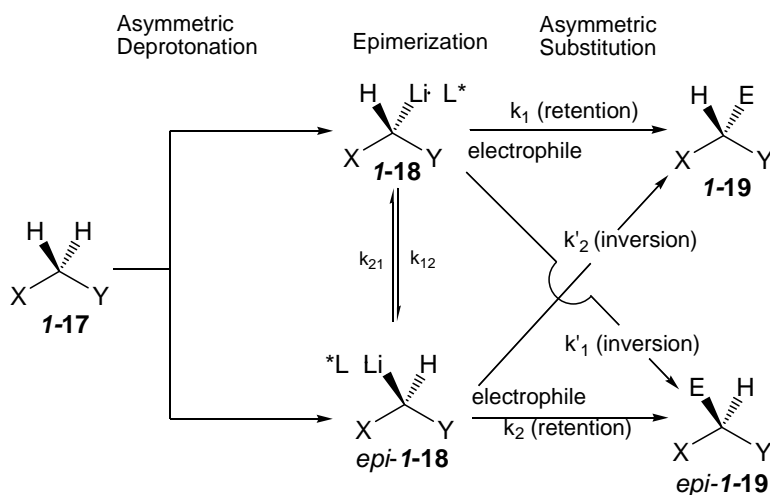 Asymmetric Deprotonation
Epimerization
Asymmetric Substitution
H Li· L*
X Y
1-18
k1 (retention)
electrophile
H E
X Y
1-19
H H
X Y
1-17
k21 k12
k'2 (inversion)
k'1 (inversion)
*L Li H
X Y
epi-1-18
electrophile
k2 (retention)
E H
X Y
epi-1-19